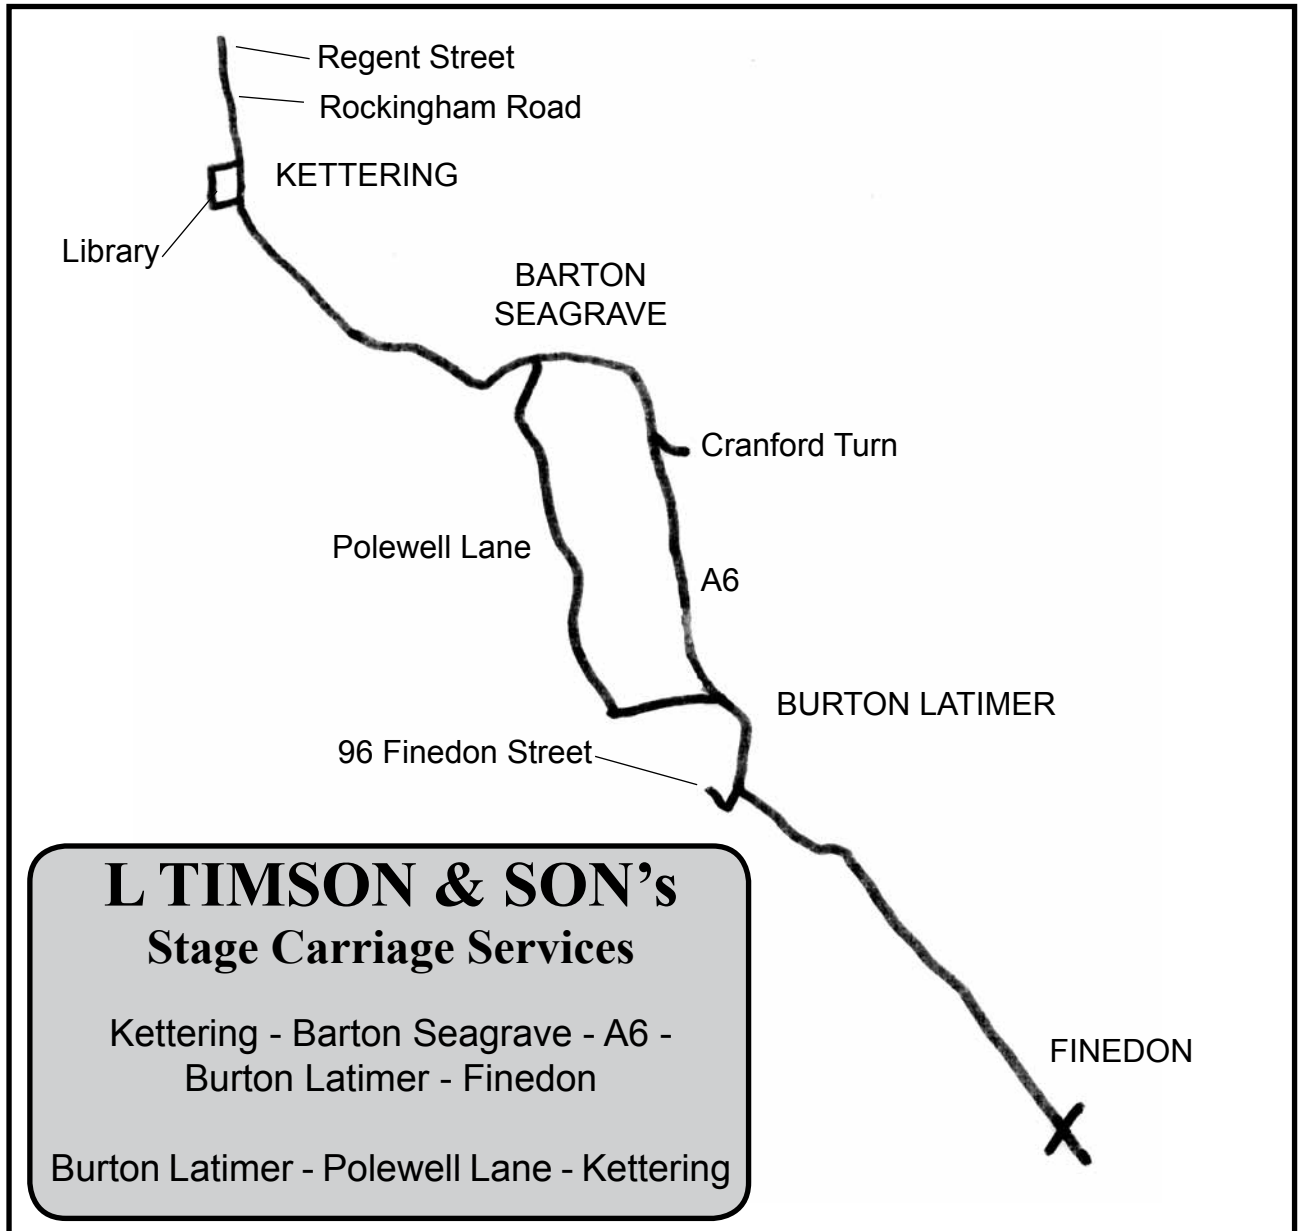 Regent Street
Rockingham Road
KETTERING
Library
BARTON
SEAGRAVE
Cranford Turn
Polewell Lane
A6
BURTON LATIMER
96 Finedon Street
L TIMSON & SON's
Stage Carriage Services
Kettering - Barton Seagrave - A6 -
Burton Latimer - Finedon
Burton Latimer - Polewell Lane - Kettering
FINEDON